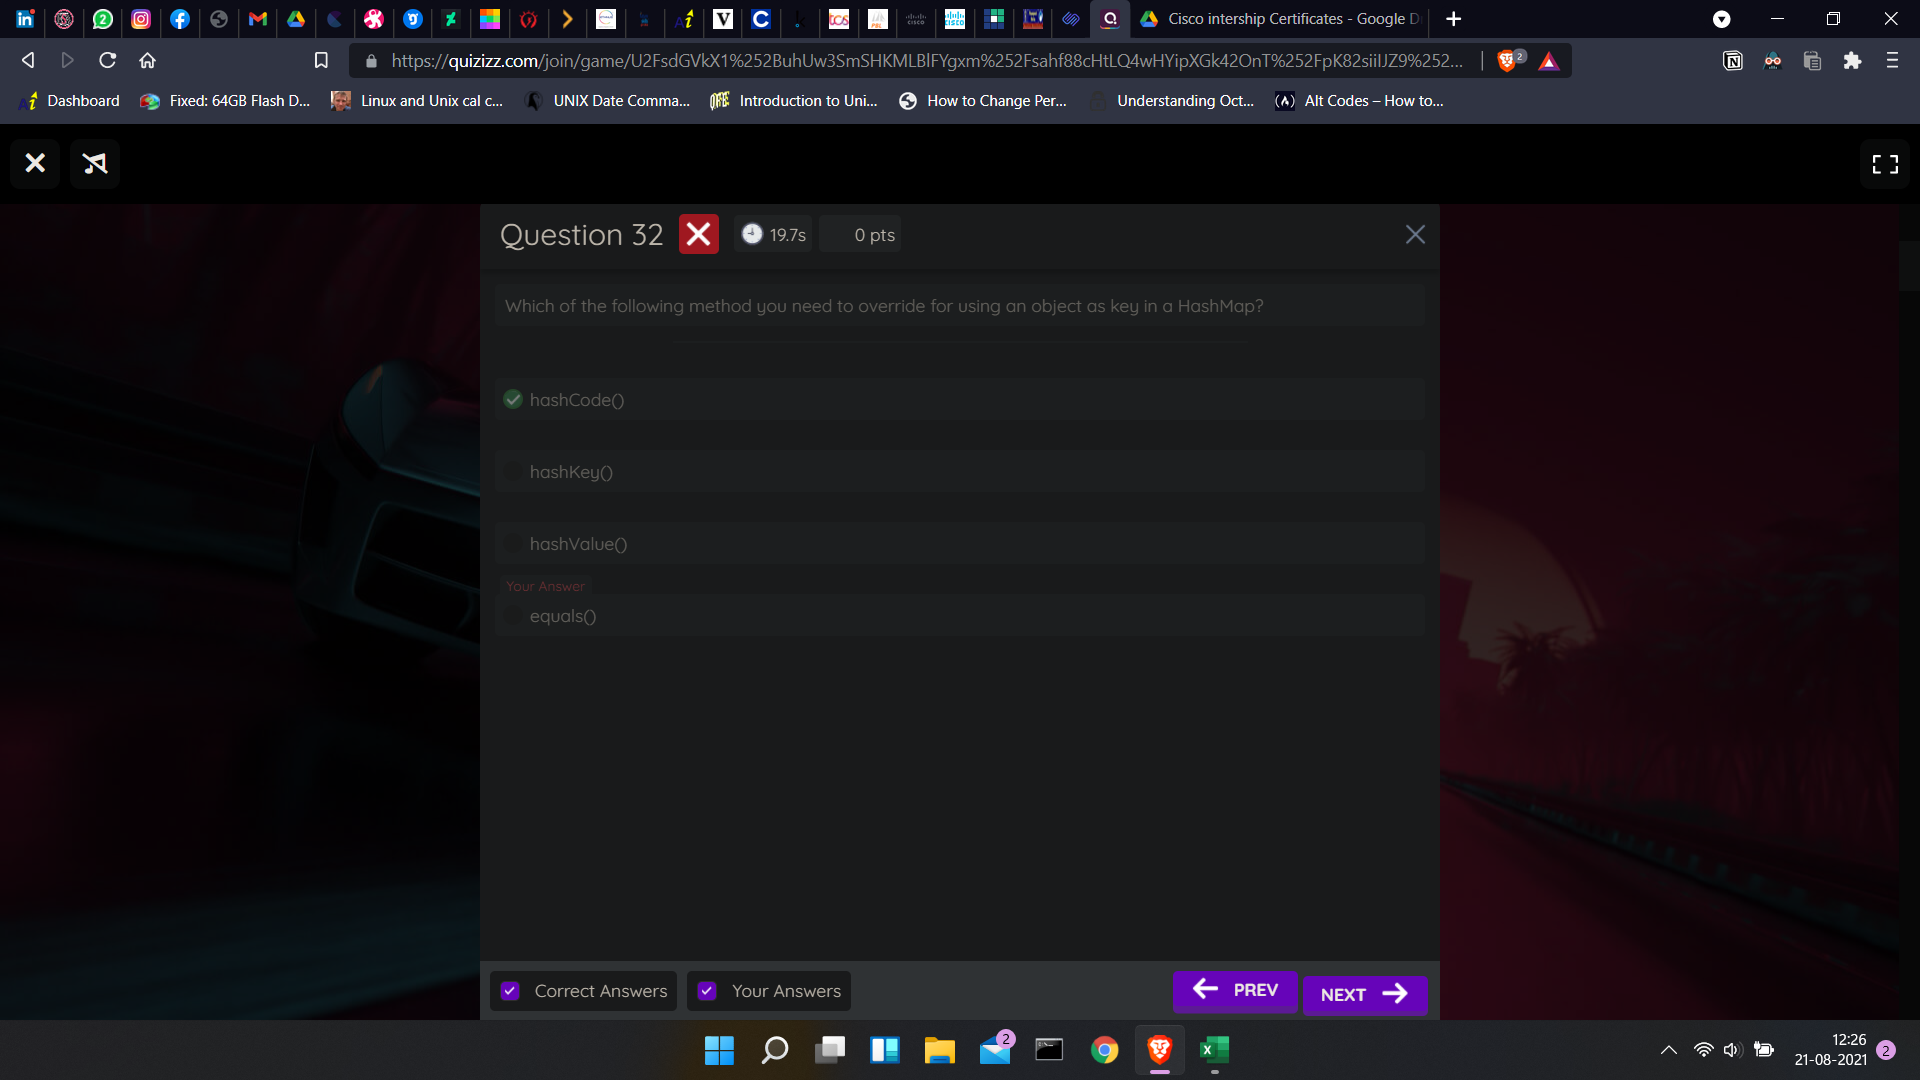 Cisco intership Certificates - Google D
https://quizizz.com/join/game/U2FsdGVkX1%252BuhUw3SmSHKMLBlFYgxm%252Fsahf88cHtLQ4wHYipXGk42OnT%252FpK82siiIJZ9%252...
2
Dashboard
Fixed: 64GB Flash D...
Linux and Unix cal c...
UNIX Date Comma...
Introduction to Uni...
How to Change Per...
Understanding Oct...
Alt Codes – How to...
Question 32
19.7s
0 pts
Which of the following method you need to override for using an object as key in a HashMap?
hashCode()
hashKey()
hashValue()
Your Answer
equals()
Correct Answers
Your Answers
PREV
NEXT
2
12:26
21-08-2021
2